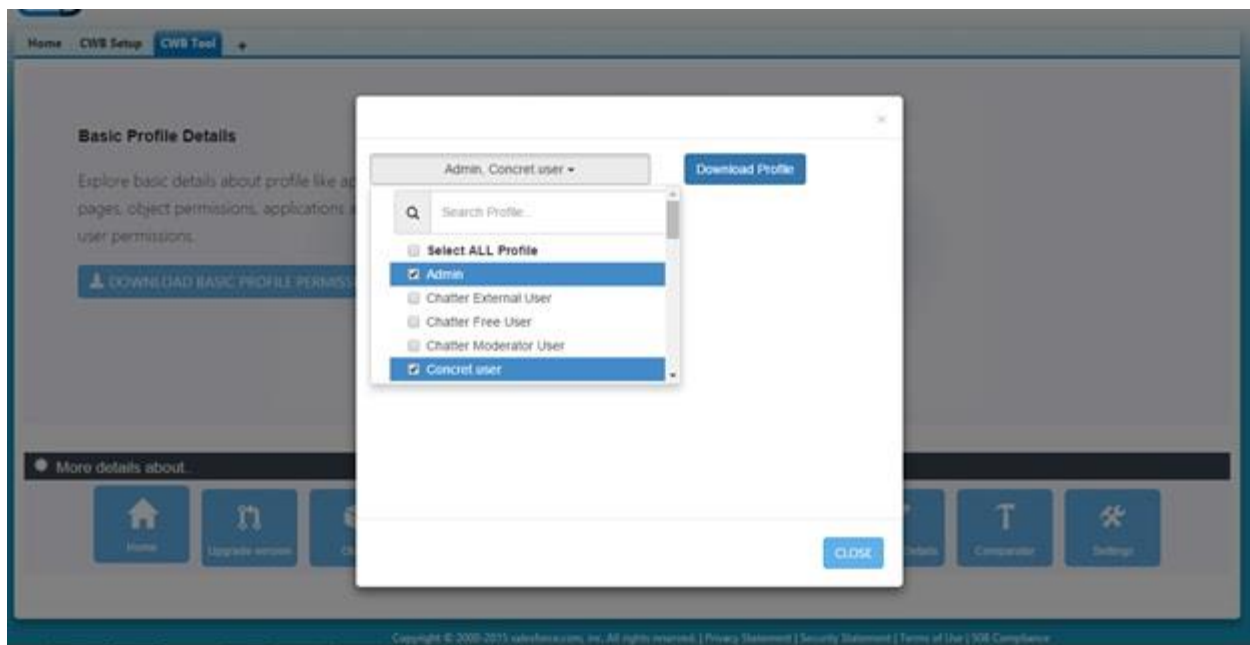 Home CWB Setup CWB Tool +
Basic Profile Details
Explore basic details about profile like
pages, object permissions, applications
user permissions.
DOWNLOAD BASIC PROFILE
×
Admin, Concret user
Download Profile
Search Profile...
Select ALL Profile
Admin
Chatter External User
Chatter Free User
Chatter Moderator User
Concret user
CLOSE
More details about..
Home
Upgrade version
Details
Comparator
Settings
Copyright © 2000-2015 salesforce.com, inc. All rights reserved. | Privacy Statement | Security Statement | Terms of Use | 508 Compliance